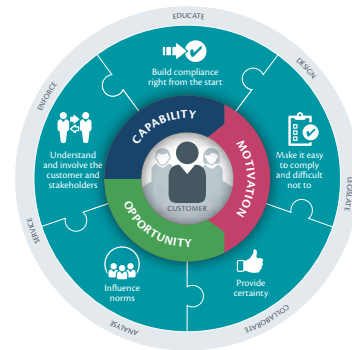 EDUCATE
DESIGN
LEGISLATE
COLLABORATE
ANALYSE
SERVICE
ENFORCE
Build compliance
right from the start
Make it easy
to comply
and difficult
not to
Provide
certainty
Influence
norms
Understand
and involve the
customer and
stakeholders
CAPABILITY
MOTIVATION
OPPORTUNITY
CUSTOMER